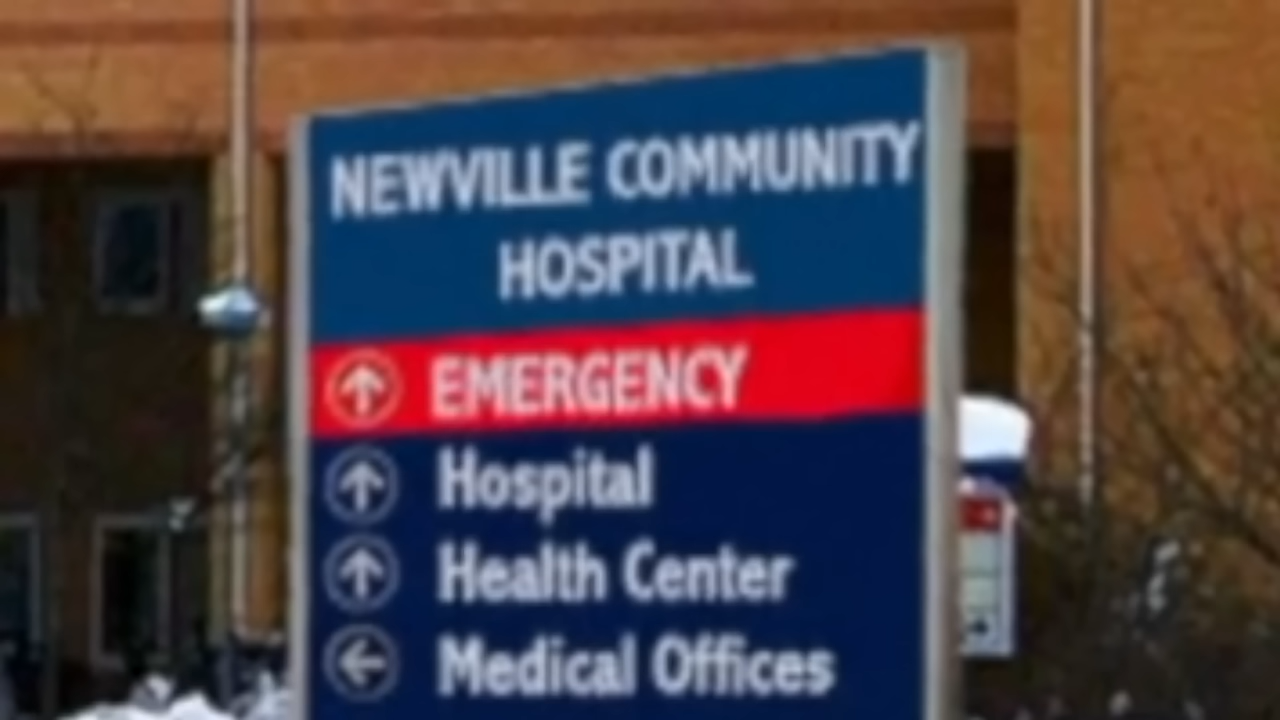 NEWVILLE COMMUNITY
HOSPITAL
EMERGENCY
Hospital
Health Center
Medical Offices